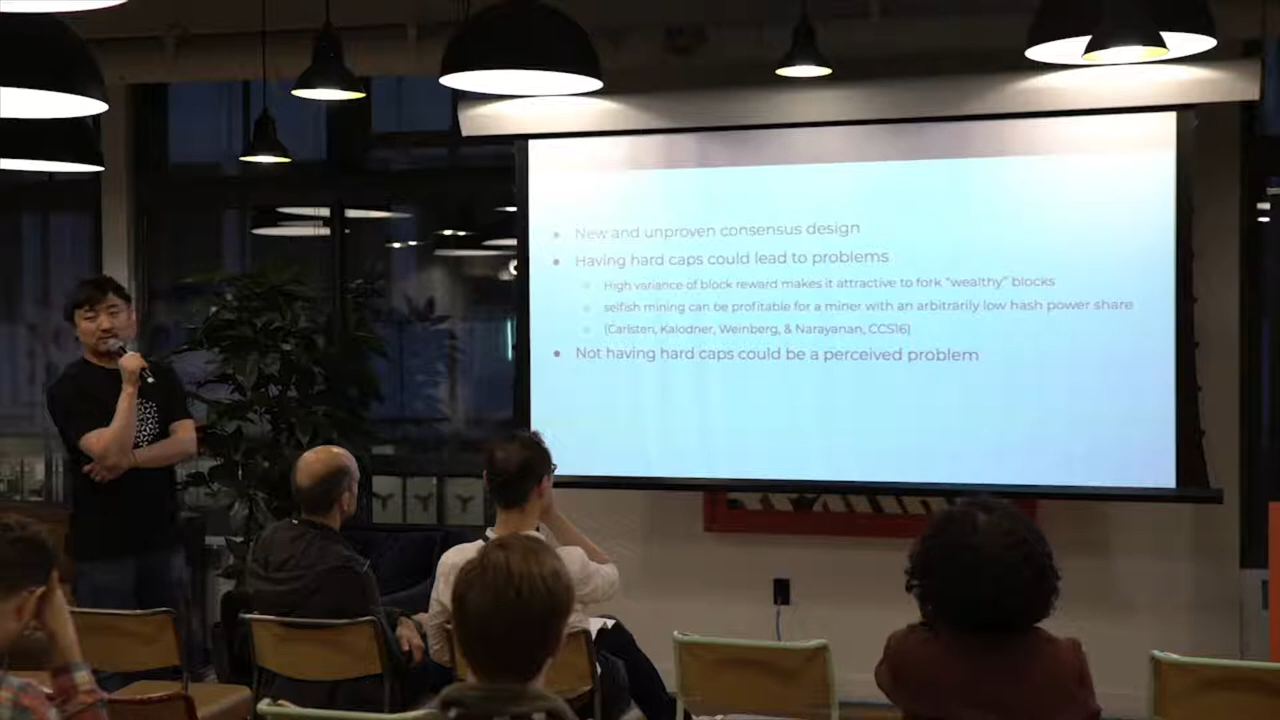 New and unproven consensus design
Having hard caps could lead to problems
High variance of block reward makes it attractive to fork "wealthy" blocks
selfish mining can be profitable for a miner with an arbitrarily low hash power share
(Carlsten, Kalodner, Weinberg, & Narayanan, CCS16)
Not having hard caps could be a perceived problem